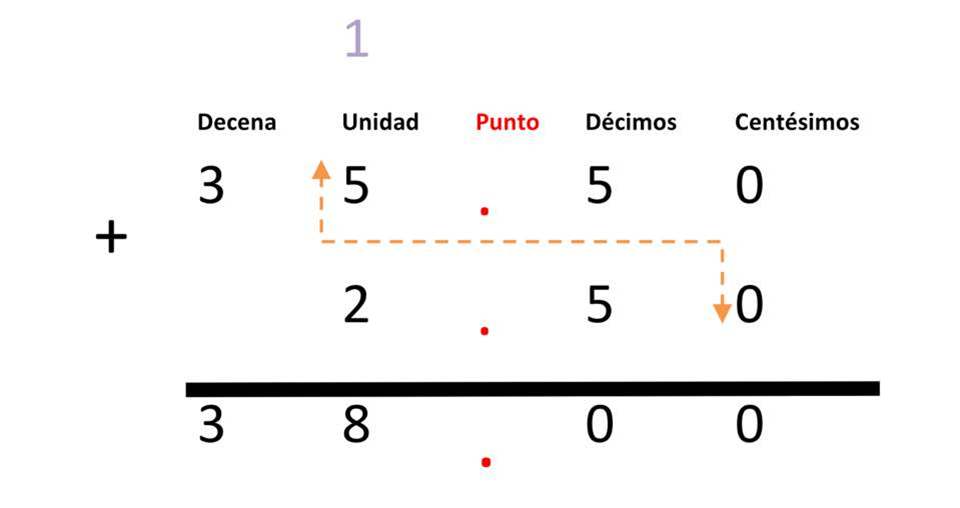 1
Decena Unidad Punto Décimos Centésimos
3 5 . 5 0
+
2 . 5 0
3 8 . 0 0